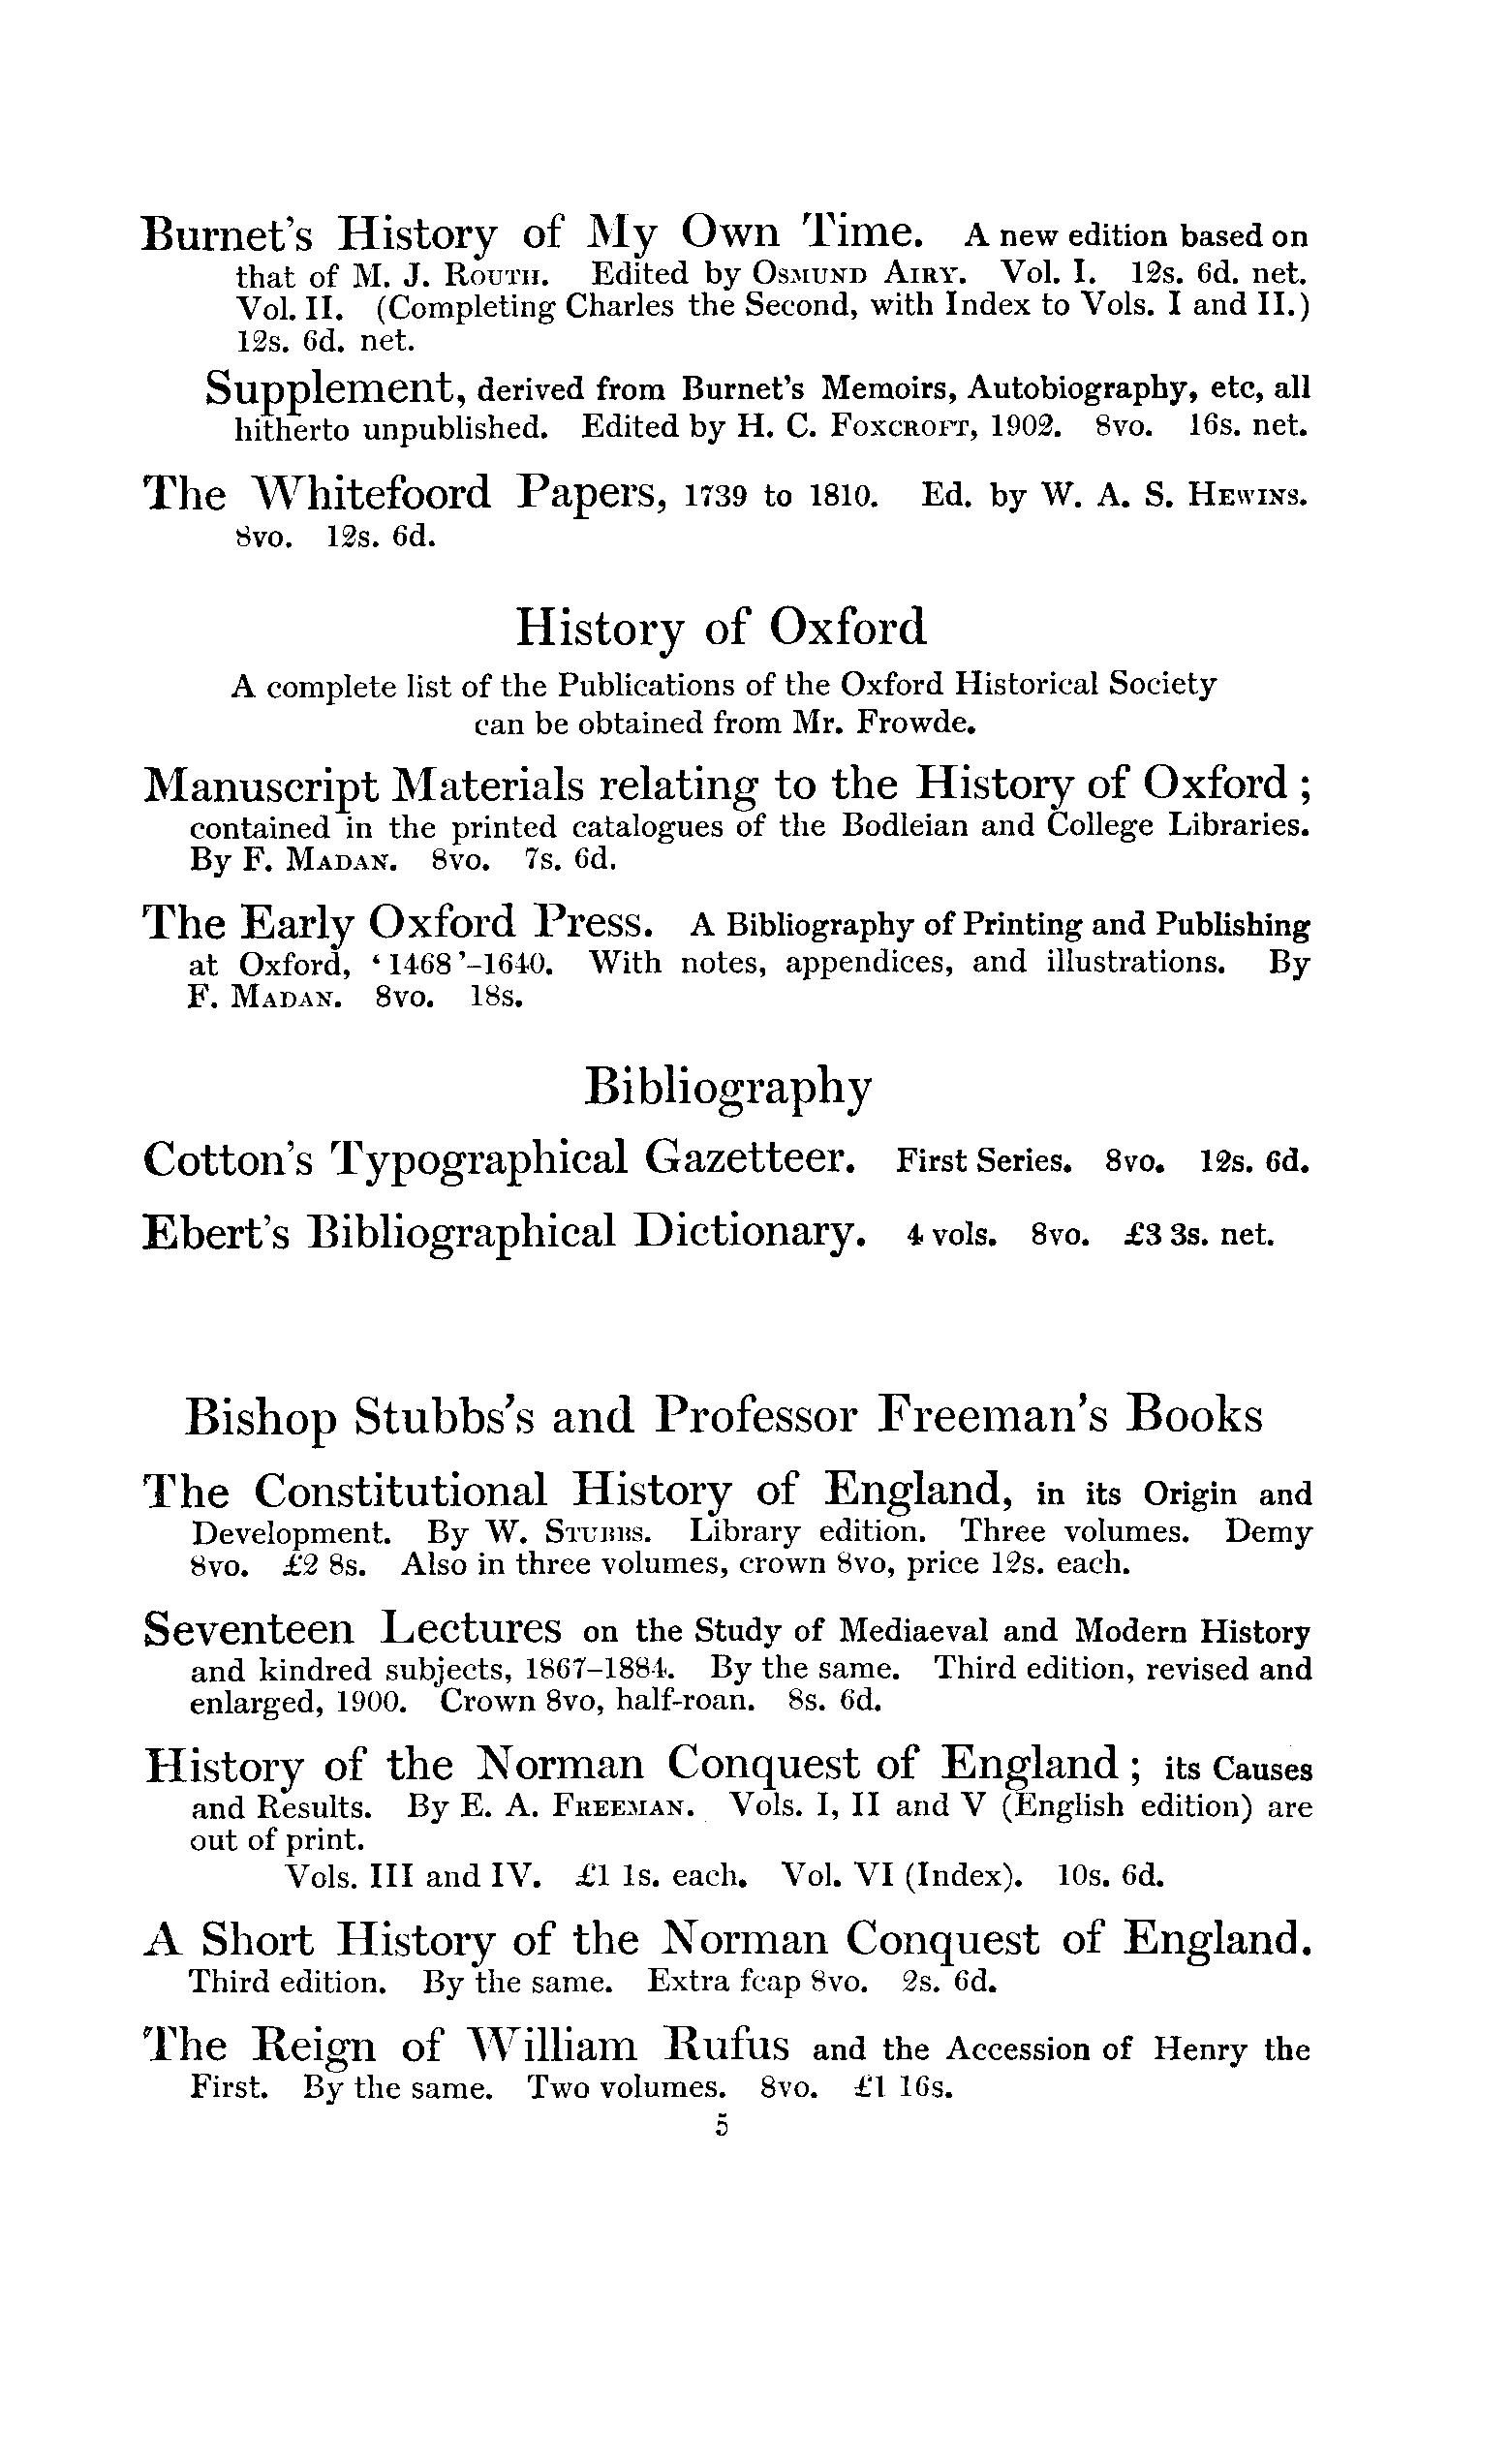 Burnet's History of My Own Time. A new edition based on
that of M. J. Routh. Edited by Osmund Airy. Vol. I. 12s. 6d. net.
Vol. II. (Completing Charles the Second, with Index to Vols. I and II.)
12s. 6d. net.
Supplement, derived from Burnet's Memoirs, Autobiography, etc, all
hitherto unpublished. Edited by H. C. Foxcroft, 1902. 8vo. 16s. net.
The Whitefoord Papers, 1739 to 1810. Ed. by W. A. S. Hewins.
8vo. 12s. 6d.
History of Oxford
A complete list of the Publications of the Oxford Historical Society
can be obtained from Mr. Frowde.
Manuscript Materials relating to the History of Oxford ;
contained in the printed catalogues of the Bodleian and College Libraries.
By F. Madan. 8vo. 7s. 6d.
The Early Oxford Press. A Bibliography of Printing and Publishing
at Oxford, ‘1468’–1640. With notes, appendices, and illustrations. By
F. Madan. 8vo. 18s.
Bibliography
Cotton's Typographical Gazetteer. First Series. 8vo. 12s. 6d.
Ebert's Bibliographical Dictionary. 4 vols. 8vo. £3 3s. net.
Bishop Stubbs's and Professor Freeman's Books
The Constitutional History of England, in its Origin and
Development. By W. Stubbs. Library edition. Three volumes. Demy
8vo. £2 8s. Also in three volumes, crown 8vo, price 12s. each.
Seventeen Lectures on the Study of Mediaeval and Modern History
and kindred subjects, 1867–1884. By the same. Third edition, revised and
enlarged, 1900. Crown 8vo, half-roan. 8s. 6d.
History of the Norman Conquest of England ; its Causes
and Results. By E. A. Freeman. Vols. I, II and V (English edition) are
out of print.
Vols. III and IV. £1 1s. each. Vol. VI (Index). 10s. 6d.
A Short History of the Norman Conquest of England.
Third edition. By the same. Extra fcap 8vo. 2s. 6d.
The Reign of William Rufus and the Accession of Henry the
First. By the same. Two volumes. 8vo. £1 16s.
5